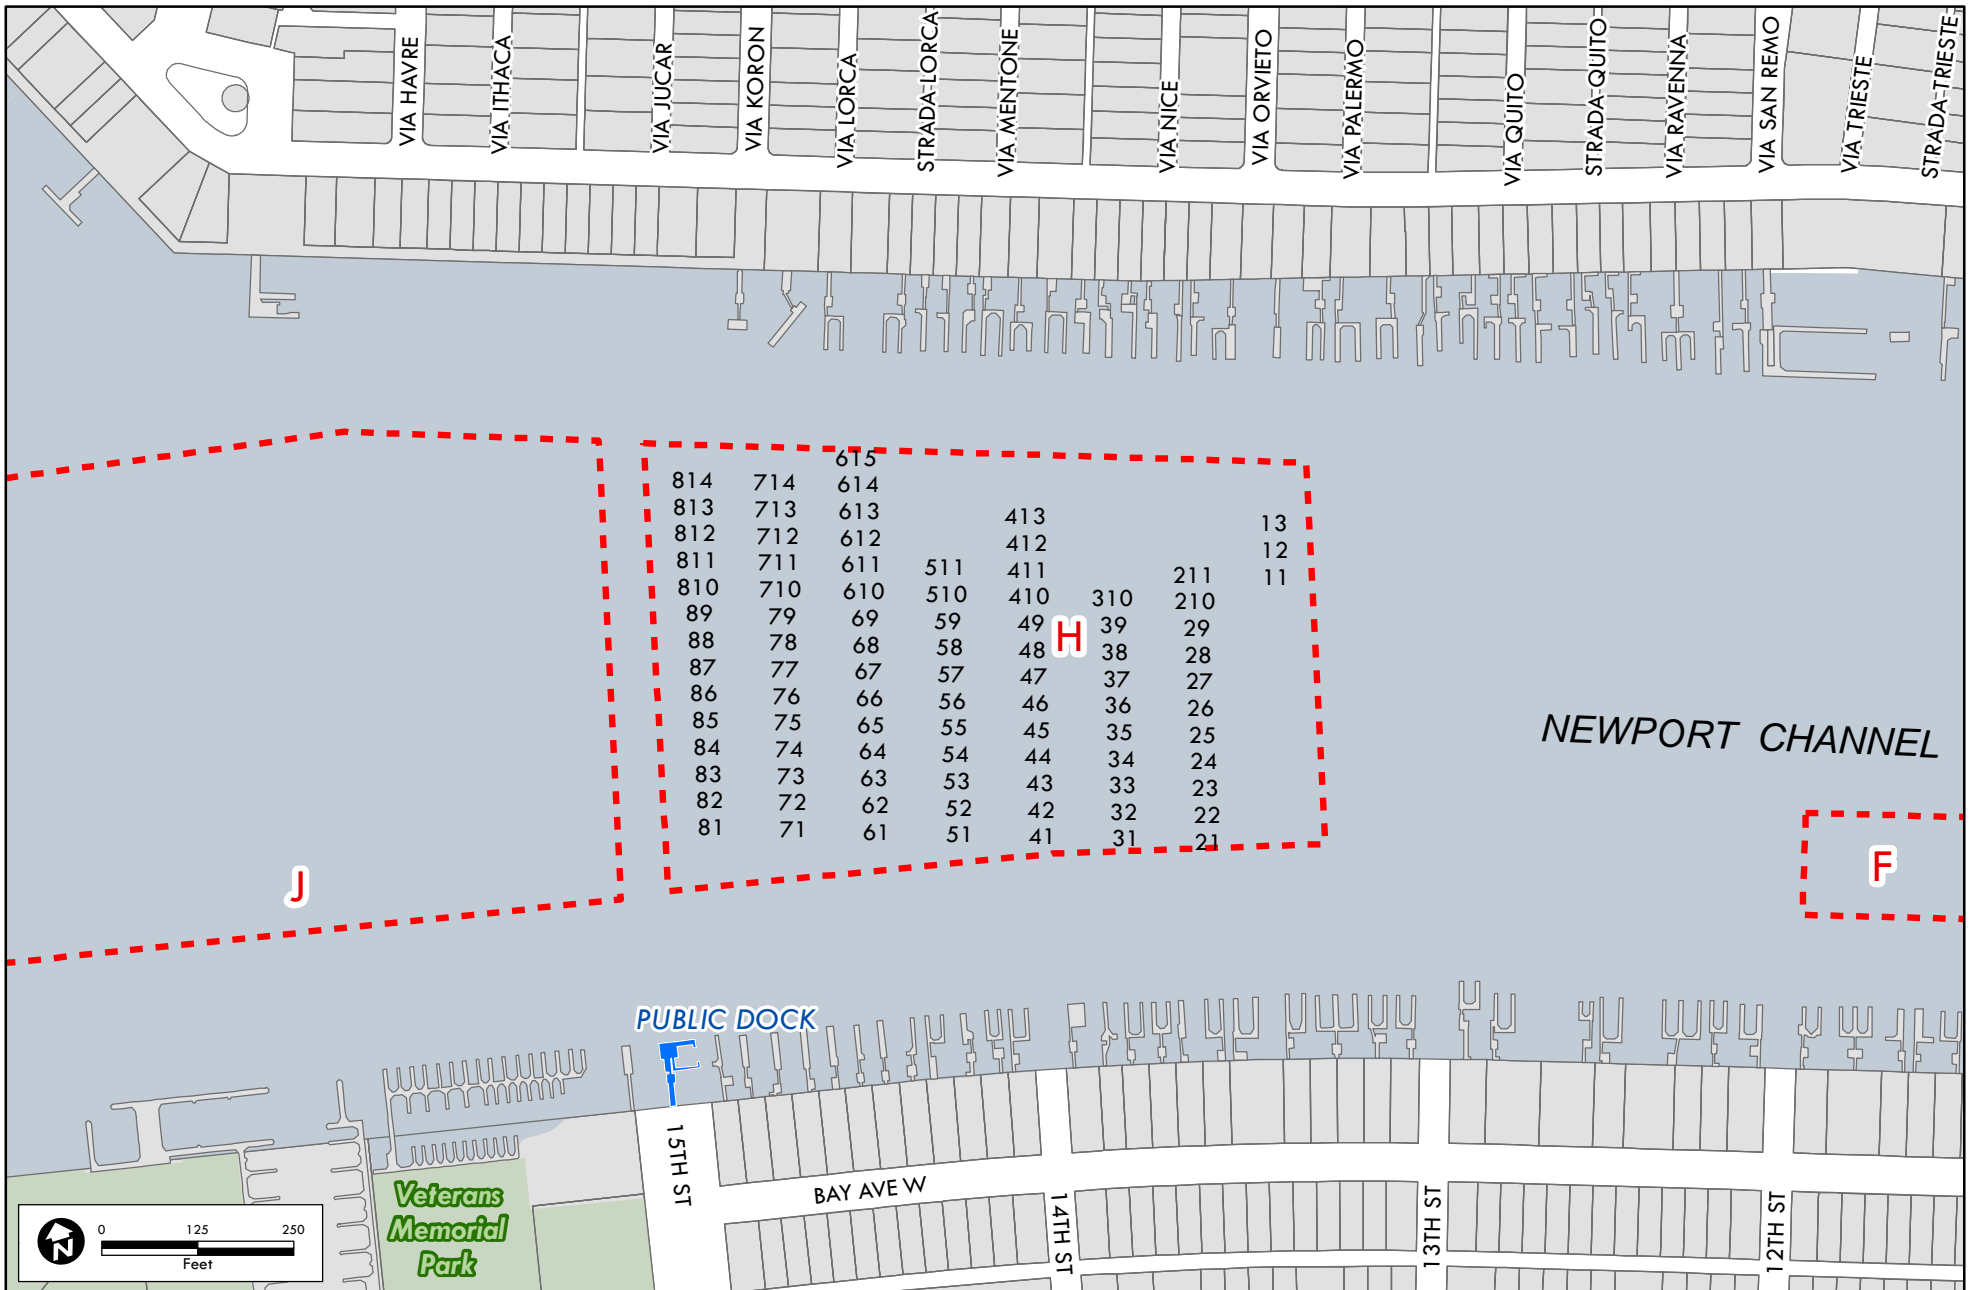 VIA HAVRE
VIA ITHACA
VIA JUCAR
VIA KORON
VIA LORCA
STRADA-LORCA
VIA MENTONE
VIA NICE
VIA ORVIETO
VIA PALERMO
VIA QUITO
STRADA-QUITO
VIA RAVENNA
VIA SAN REMO
VIA TRIESTE
STRADA-TRIESTE
615
814 714 614
813 713 613 413 13
812 712 612 412 12
811 711 611 511 411 211 11
810 710 610 510 410 310 210
89 79 69 59 49 39 29
88 78 68 58 48 38 28
87 77 67 57 47 37 27
86 76 66 56 46 36 26
85 75 65 55 45 35 25
84 74 64 54 44 34 24
83 73 63 53 43 33 23
82 72 62 52 42 32 22
81 71 61 51 41 31 21
H
NEWPORT CHANNEL
J
F
PUBLIC DOCK
15TH ST
BAY AVE W
14TH ST
13TH ST
12TH ST
Veterans
Memorial
Park
N
0 125 250
Feet